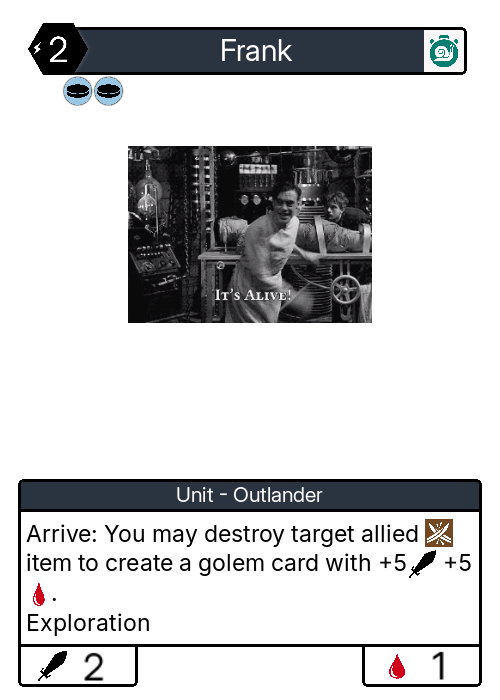 2
Frank
It's Alive!
Unit - Outlander
Arrive: You may destroy target allied
item to create a golem card with +5 +5
.
Exploration
2
1